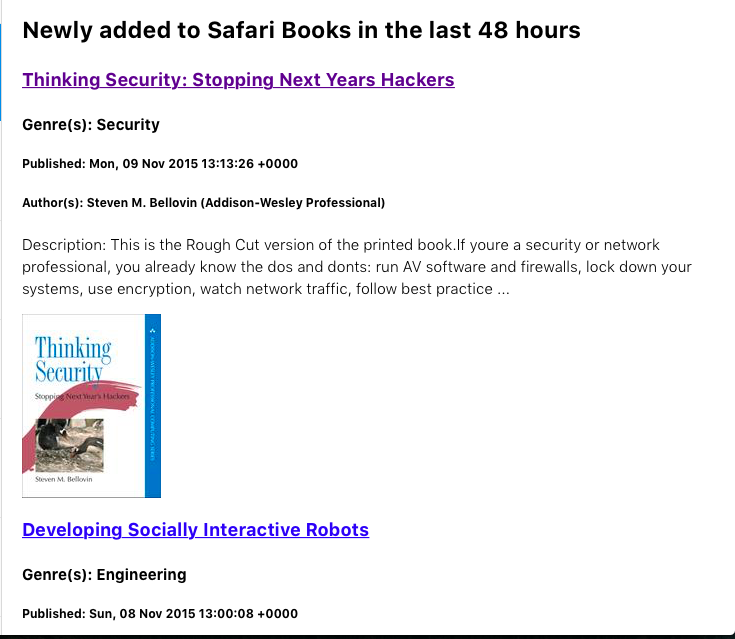 Newly added to Safari Books in the last 48 hours
Thinking Security: Stopping Next Years Hackers
Genre(s): Security
Published: Mon, 09 Nov 2015 13:13:26 +0000
Author(s): Steven M. Bellovin (Addison-Wesley Professional)
Description: This is the Rough Cut version of the printed book.If youre a security or network
professional, you already know the dos and donts: run AV software and firewalls, lock down your
systems, use encryption, watch network traffic, follow best practice ...
Thinking
Security
Stopping Next Year's Hackers
Steven M. Bellovin
Developing Socially Interactive Robots
Genre(s): Engineering
Published: Sun, 08 Nov 2015 13:00:08 +0000